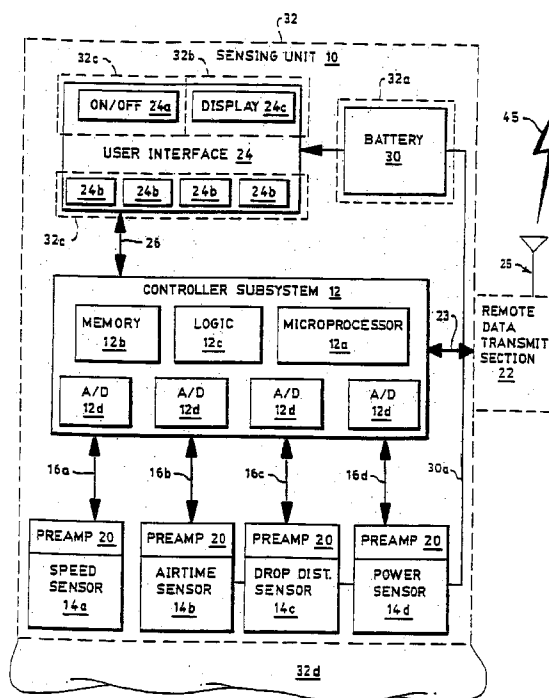 32
SENSING UNIT 10
32c
32b
32a
ON/OFF 24a
DISPLAY 24c
BATTERY
30
45
USER INTERFACE 24
24b 24b 24b 24b
32c
26
25
CONTROLLER SUBSYSTEM 12
MEMORY
12b
LOGIC
12c
MICROPROCESSOR
12a
23
REMOTE
DATA
TRANSMIT
SECTION
22
A/D
12d
A/D
12d
A/D
12d
A/D
12d
16a
16b
16c
16d
30a
PREAMP 20
SPEED
SENSOR
14a
PREAMP 20
AIRTIME
SENSOR
14b
PREAMP 20
DROP DIST.
SENSOR
14c
PREAMP 20
POWER
SENSOR
14d
32d